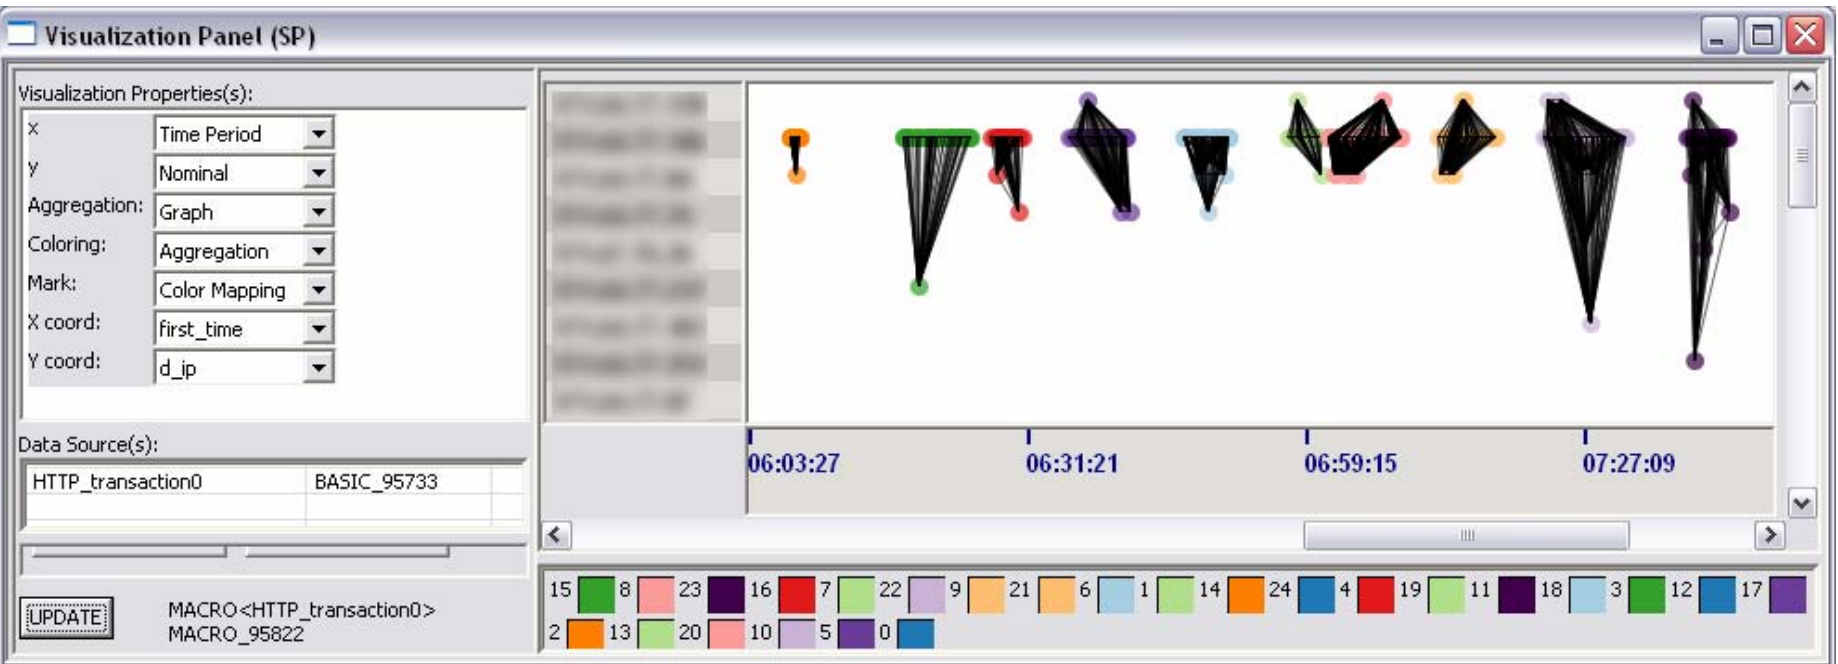 Visualization Panel (SP)
Visualization Properties(s):
x Time Period
y Nominal
Aggregation: Graph
Coloring: Aggregation
Mark: Color Mapping
X coord: first_time
Y coord: d_ip
Data Source(s):
HTTP_transaction0 BASIC_95733
UPDATE
MACRO<HTTP_transaction0>
MACRO_95822
06:03:27 06:31:21 06:59:15 07:27:09
15 8 23 16 7 22 9 21 6 1 14 24 4 19 11 18 3 12 17
2 13 20 10 5 0